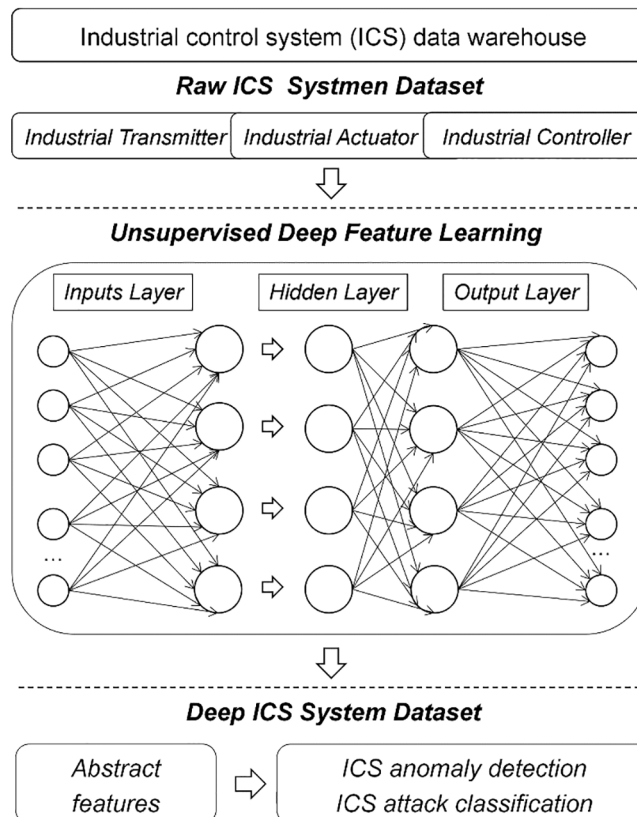 Industrial control system (ICS) data warehouse
Raw ICS Systmen Dataset
Industrial Transmitter Industrial Actuator Industrial Controller
Unsupervised Deep Feature Learning
Inputs Layer Hidden Layer Output Layer
... ...
Deep ICS System Dataset
Abstract features
ICS anomaly detection
ICS attack classification